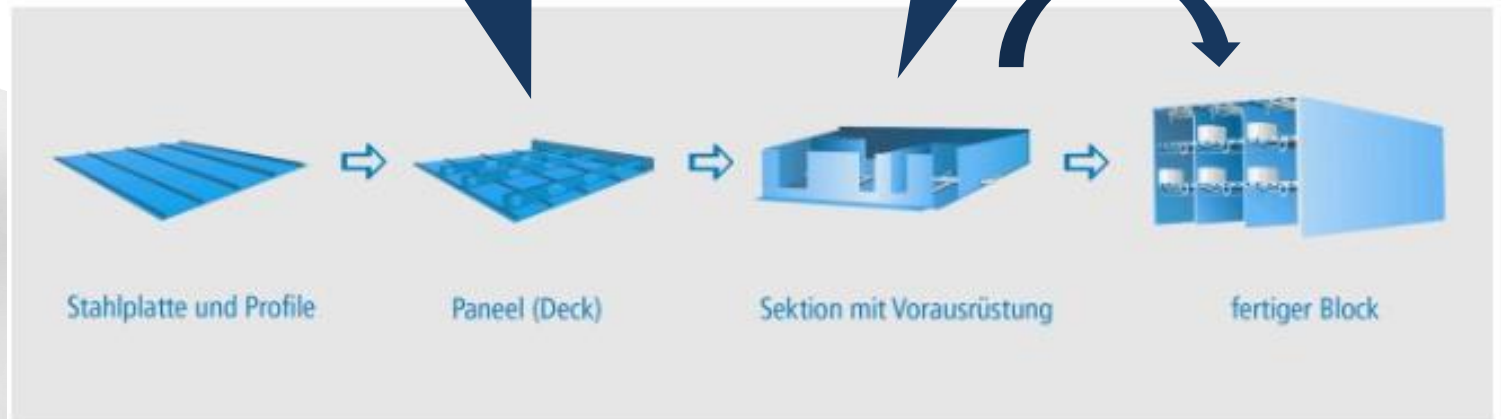 Stahlplatte und Profile
Paneel (Deck)
Sektion mit Vorausrüstung
fertiger Block